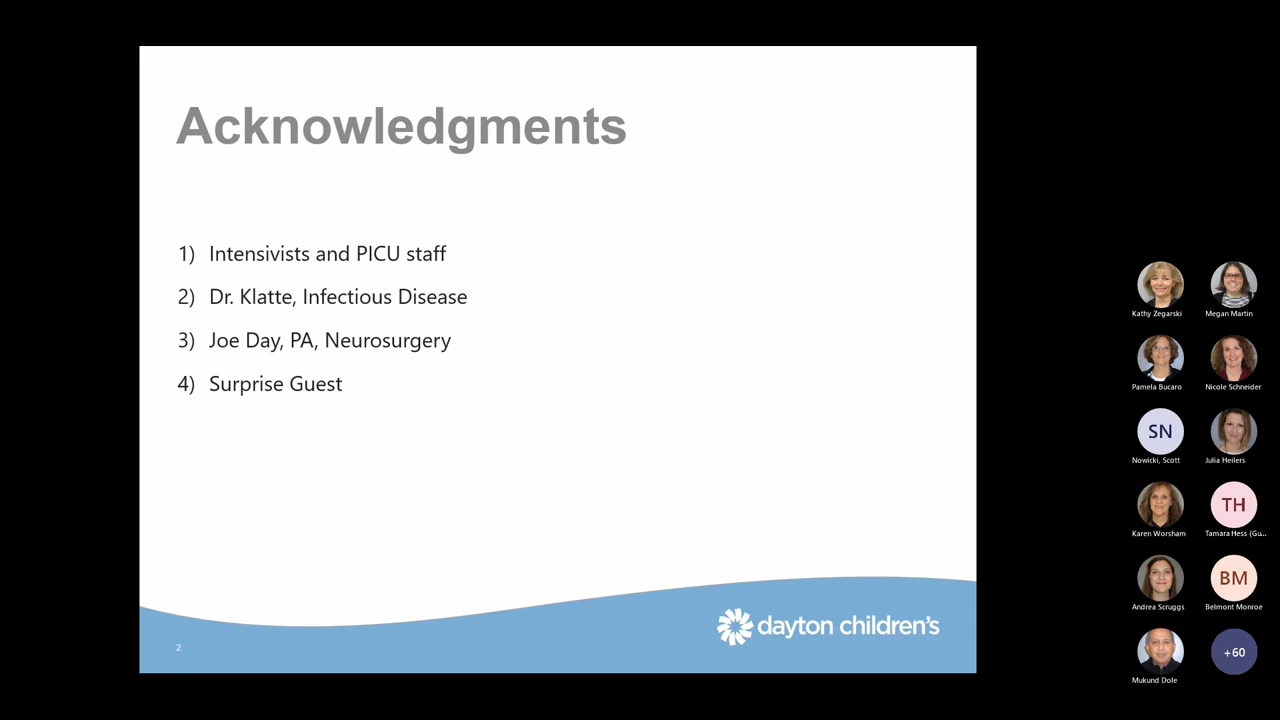 Acknowledgments
1) Intensivists and PICU staff
2) Dr. Klatte, Infectious Disease
3) Joe Day, PA, Neurosurgery
4) Surprise Guest
2
dayton children's
Kathy Zegarski
Megan Martin
Pamela Bucaro
Nicole Schneider
SN
Nowicki, Scott
Julia Heilers
Karen Worsham
TH
Tamara Hess (Gu...
Andrea Scruggs
BM
Belmont Monroe
Mukund Dole
+60